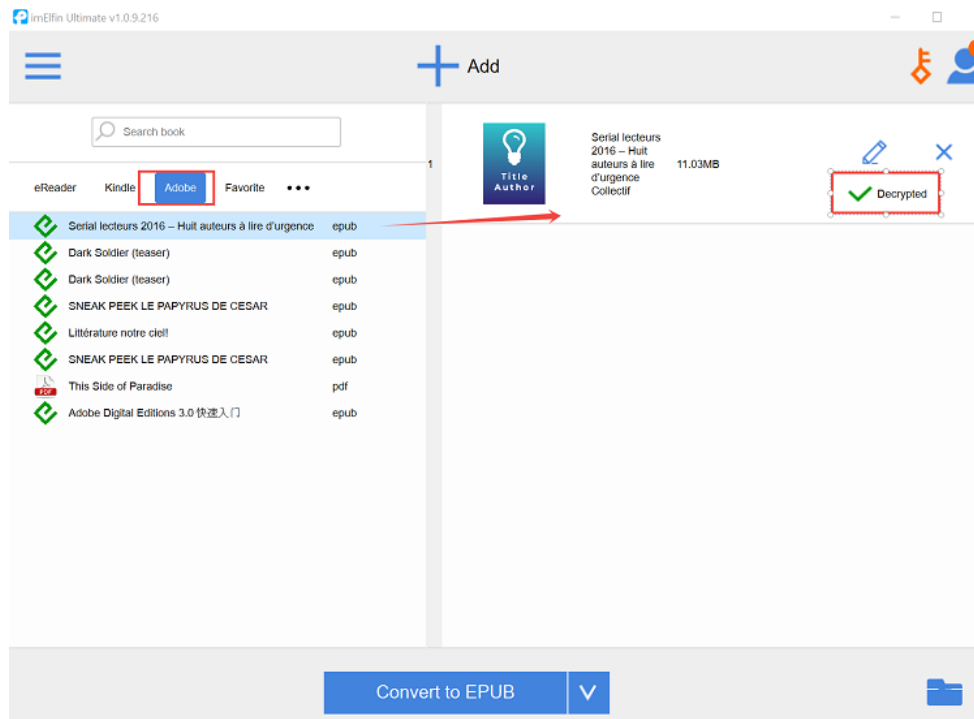 imElfin Ultimate v1.0.9.216
Add
Search book
eReader Kindle Adobe Favorite •••
Serial lecteurs 2016 – Huit auteurs à lire d'urgence epub
Dark Soldier (teaser) epub
Dark Soldier (teaser) epub
SNEAK PEEK LE PAPYRUS DE CESAR epub
Littérature notre ciel! epub
SNEAK PEEK LE PAPYRUS DE CESAR epub
PDF This Side of Paradise pdf
Adobe Digital Editions 3.0 快速入门 epub
1
Title
Author
Serial lecteurs
2016 – Huit
auteurs à lire
d'urgence
Collectif
11.03MB
Decrypted
Convert to EPUB